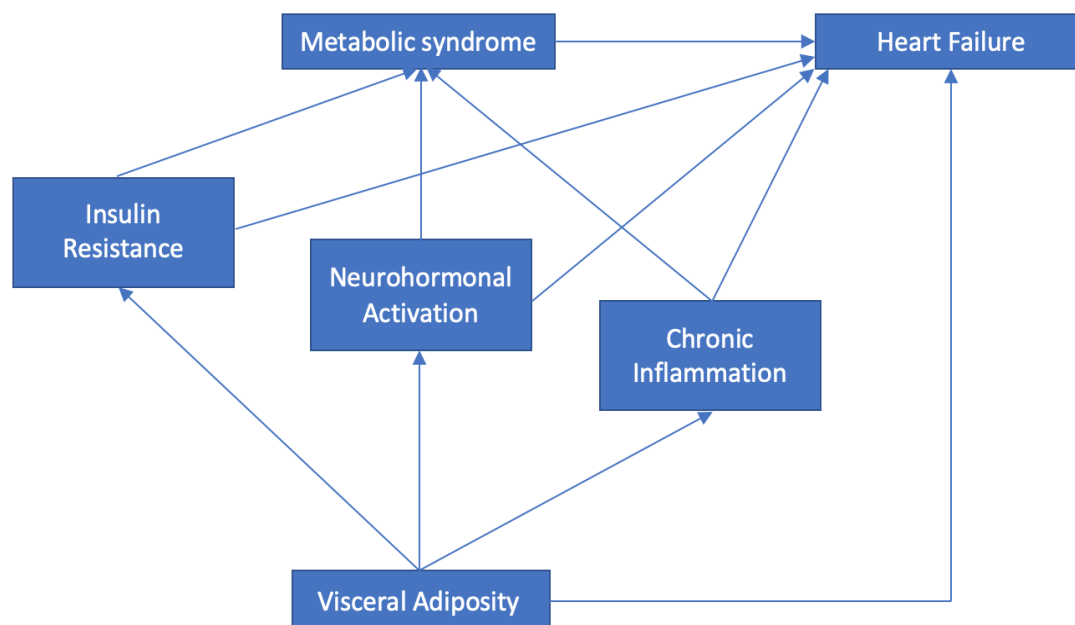 Metabolic syndrome
Heart Failure
Insulin
Resistance
Neurohormonal
Activation
Chronic
Inflammation
Visceral Adiposity